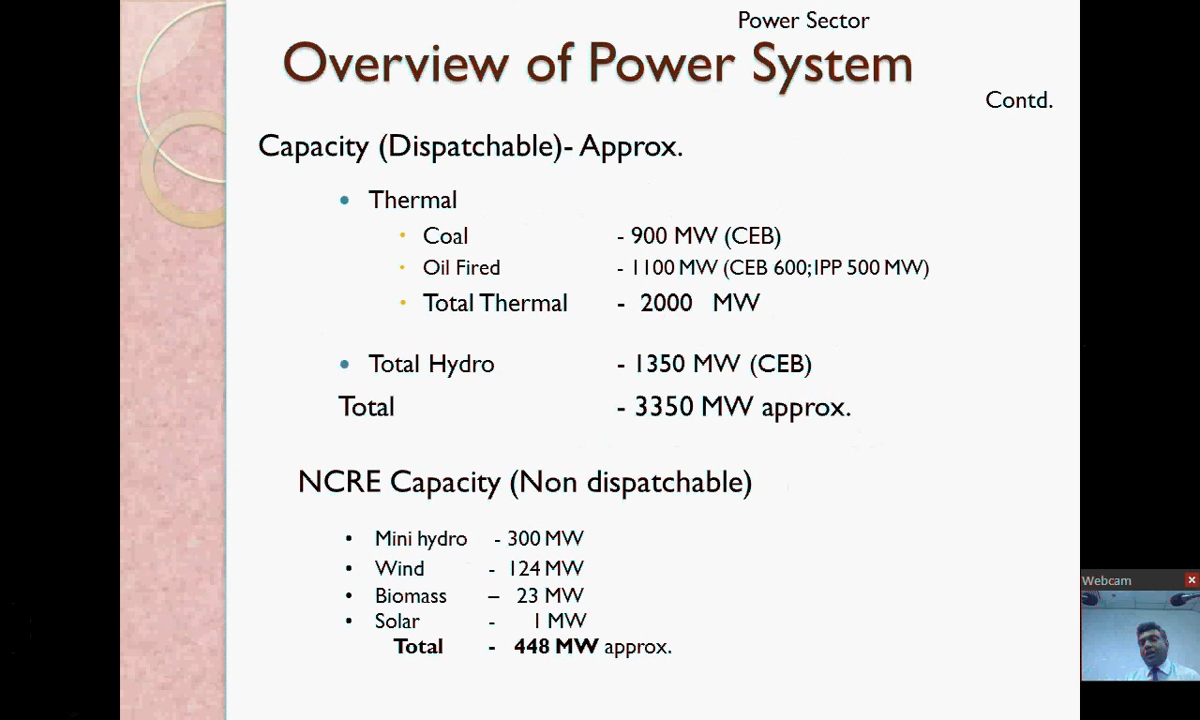 Power Sector
Overview of Power System
Contd.
Capacity (Dispatchable)- Approx.
• Thermal
• Coal - 900 MW (CEB)
• Oil Fired - 1100 MW (CEB 600; IPP 500 MW)
• Total Thermal - 2000 MW
• Total Hydro - 1350 MW (CEB)
Total - 3350 MW approx.
NCRE Capacity (Non dispatchable)
• Mini hydro - 300 MW
• Wind - 124 MW
• Biomass – 23 MW
• Solar - 1 MW
Total - 448 MW approx.
Webcam